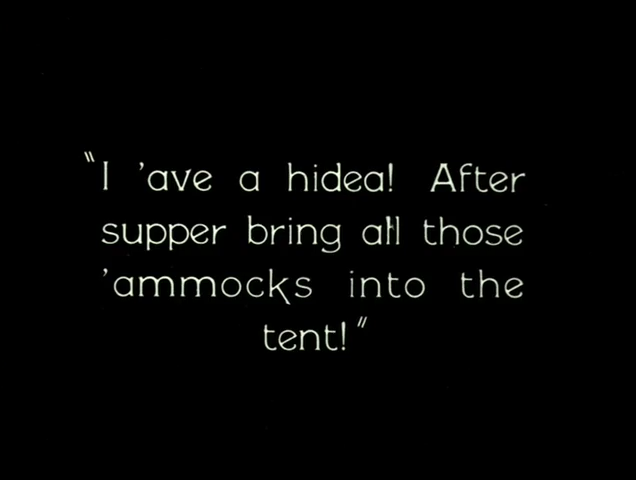 "I 'ave a hidea! After
supper bring all those
'ammocks into the
tent!"